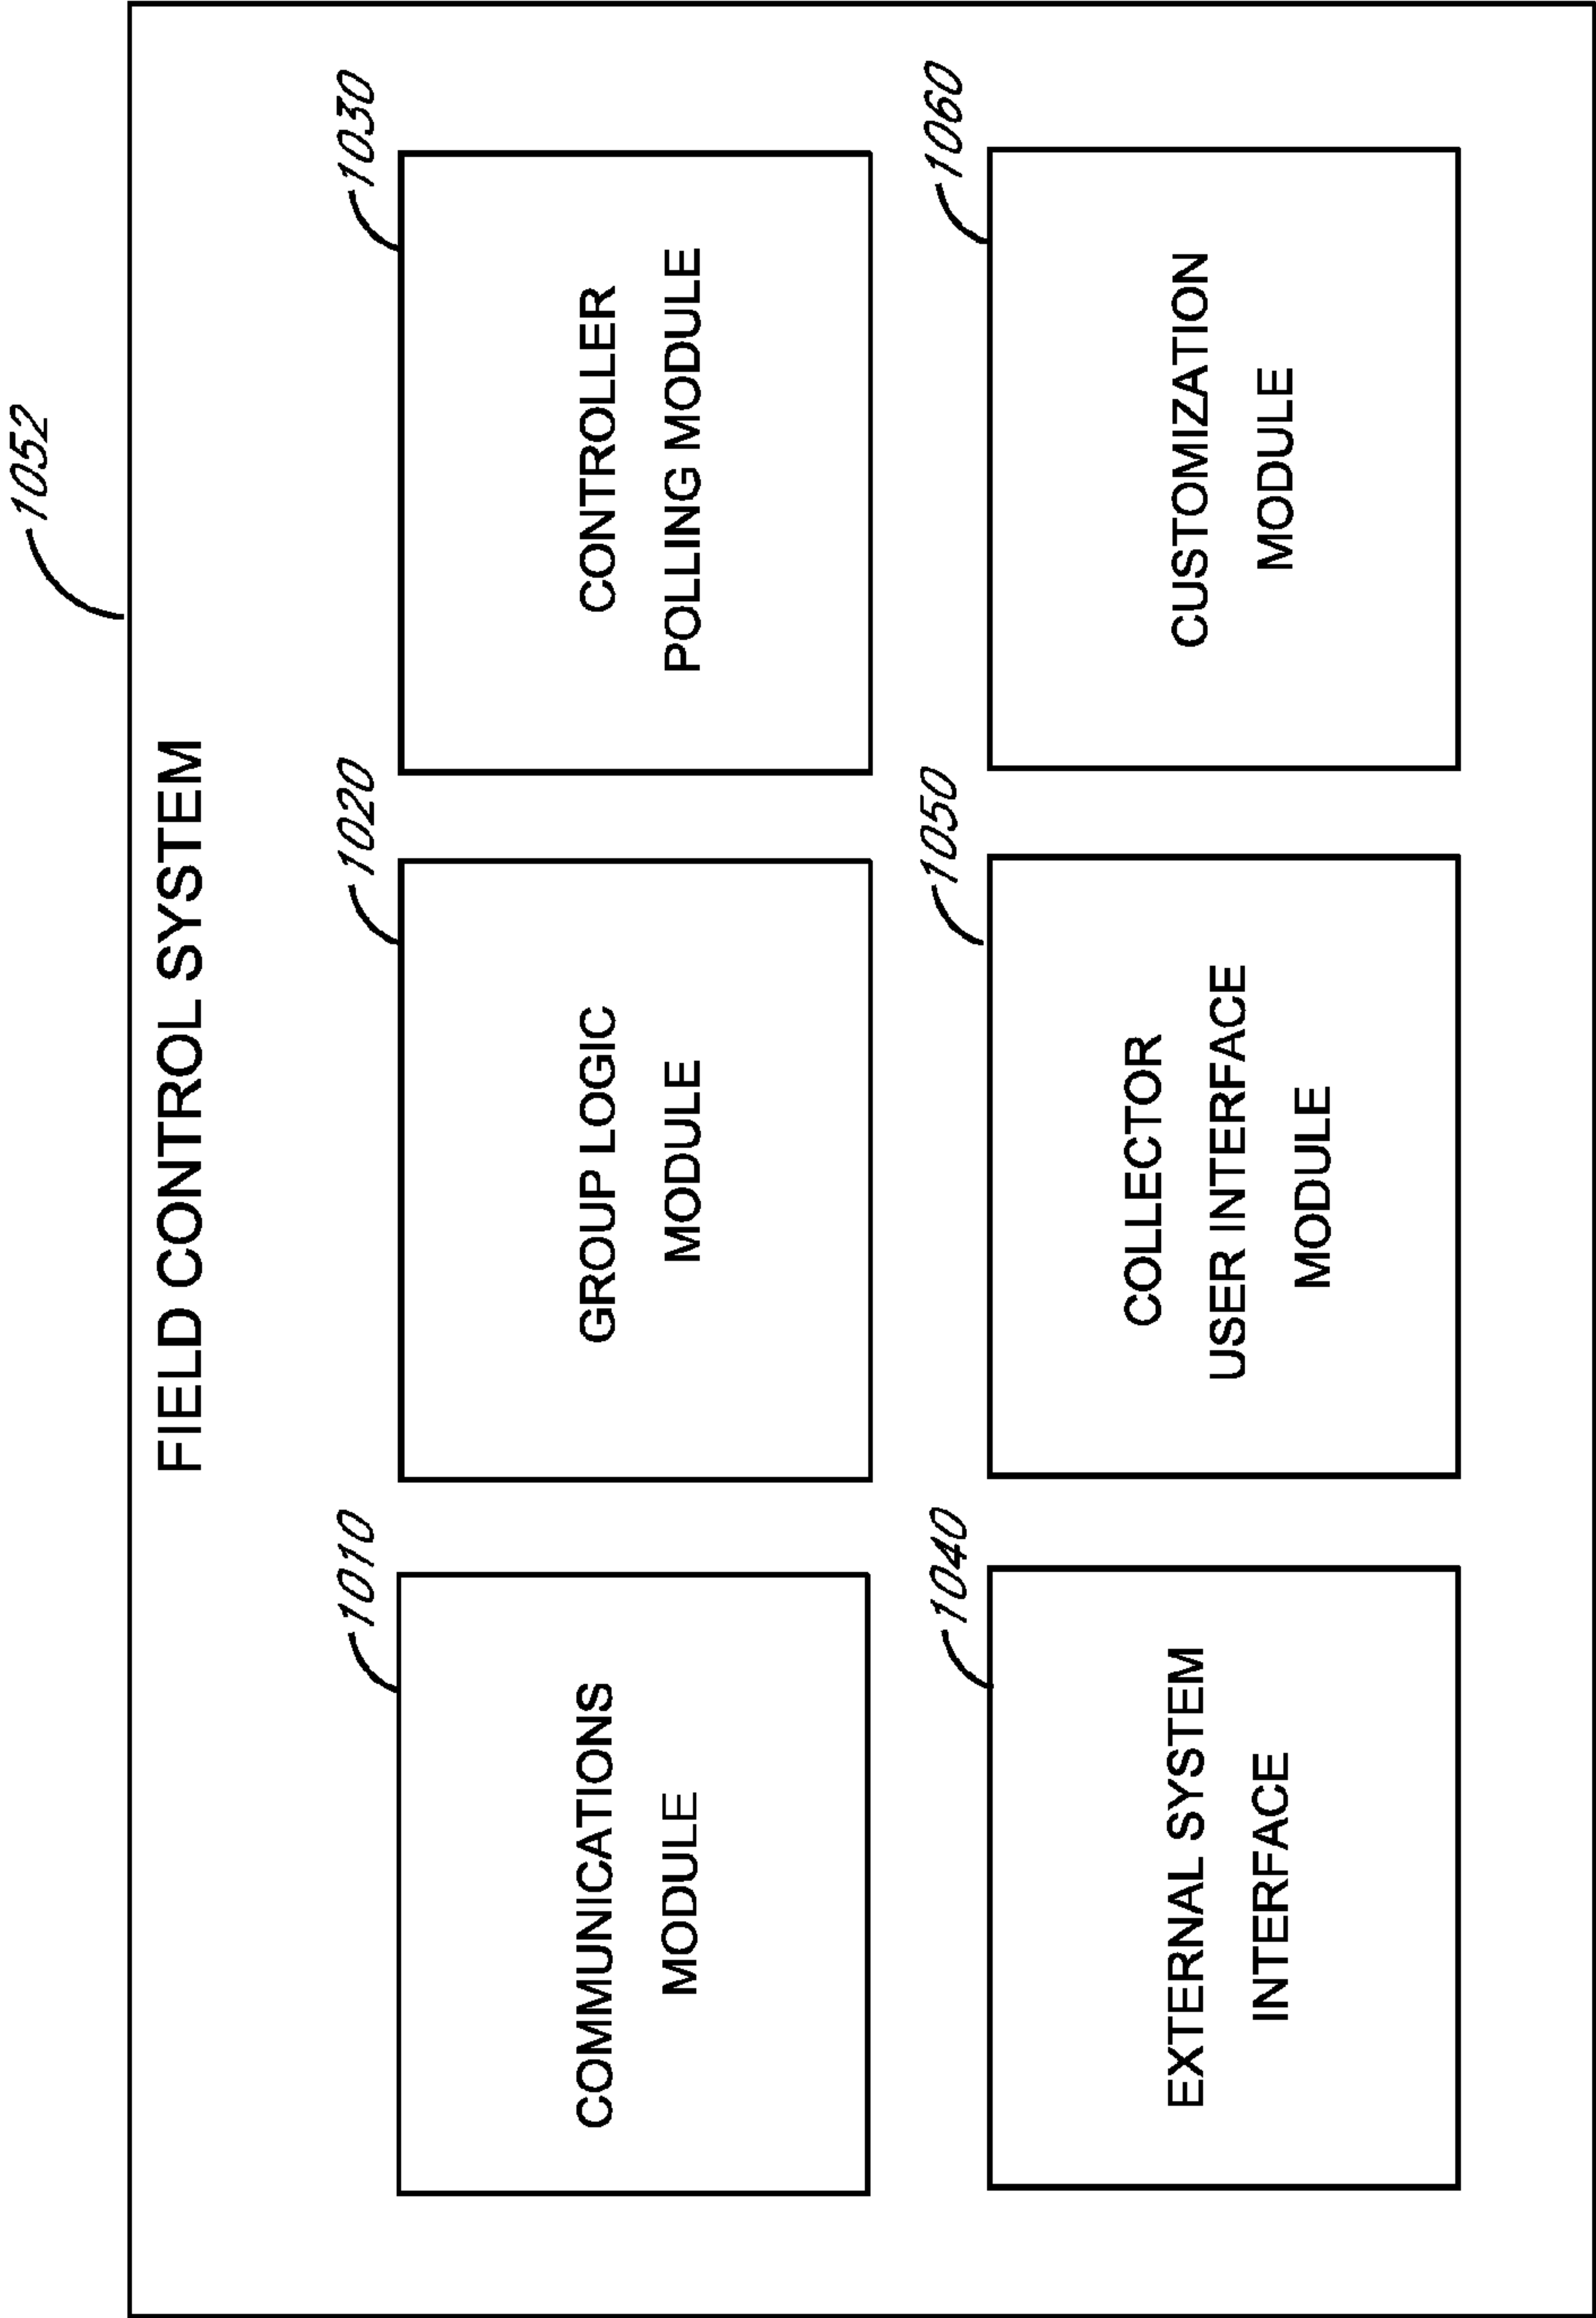 1052
FIELD CONTROL SYSTEM
1010
COMMUNICATIONS
MODULE
1020
GROUP LOGIC
MODULE
1030
CONTROLLER
POLLING MODULE
1040
EXTERNAL SYSTEM
INTERFACE
1050
COLLECTOR
USER INTERFACE
MODULE
1060
CUSTOMIZATION
MODULE